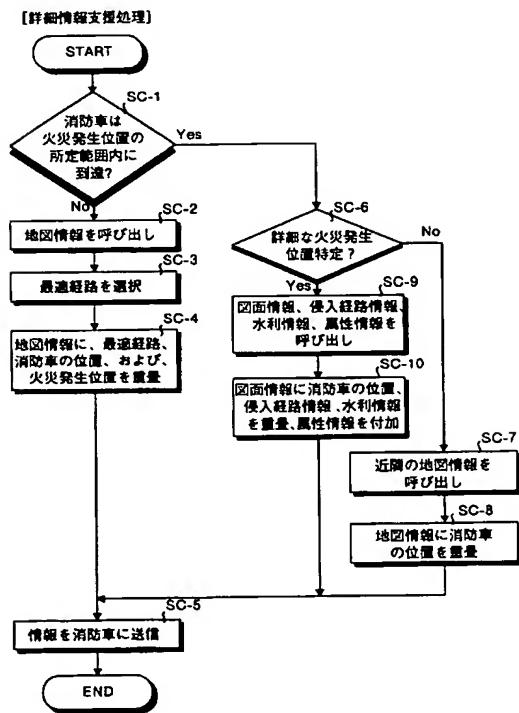 [詳細情報支援処理]
START
SC-1
消防車は
火災発生位置の
所定範囲内に
到達?
Yes
No
SC-2
地図情報を呼び出し
SC-3
最適経路を選択
SC-4
地図情報に、最適経路、
消防車の位置、および、
火災発生位置を重畳
SC-6
詳細な火災発生
位置特定?
No
Yes
SC-9
図面情報、侵入経路情報、
水利情報、属性情報を
呼び出し
SC-10
図面情報に消防車の位置、
侵入経路情報、水利情報
を重畳、属性情報を付加
SC-7
近隣の地図情報を
呼び出し
SC-8
地図情報に消防車
の位置を重畳
SC-5
情報を消防車に送信
END